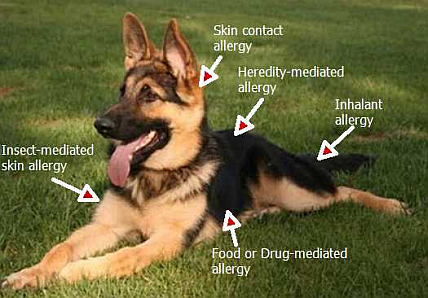 Skin contact
allergy
Heredity-mediated
allergy
Inhalant
allergy
Insect-mediated
skin allergy
Food or Drug-mediated
allergy